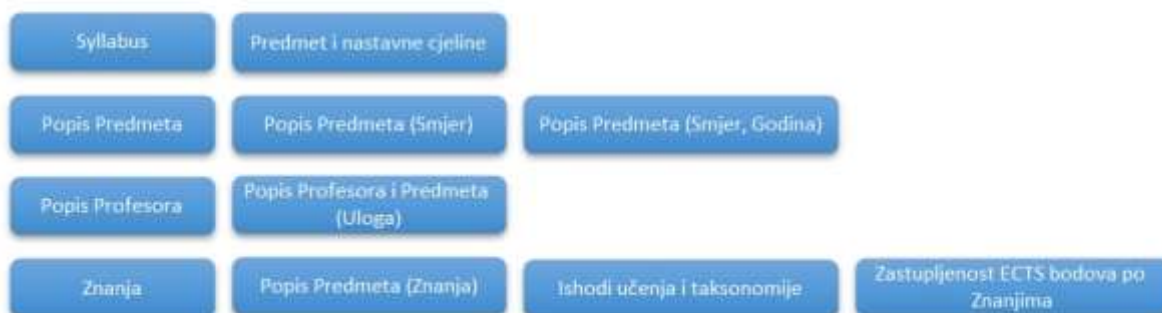 Syllabus
Predmet i nastavne cjeline
Popis Predmeta
Popis Predmeta (Smjer)
Popis Predmeta (Smjer, Godina)
Popis Profesora
Popis Profesora i Predmeta
(Uloga)
Znanja
Popis Predmeta (Znanja)
Ishodi učenja i taksonomije
Zastupljenost ECTS bodova po
Znanjima